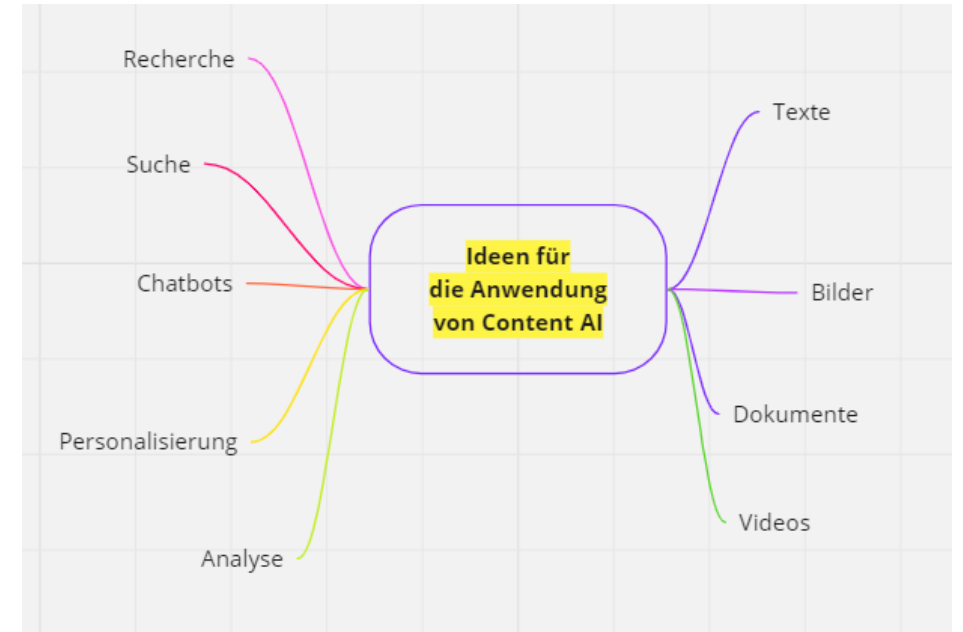 Recherche
Suche
Chatbots
Personalisierung
Analyse
Ideen für
die Anwendung
von Content AI
Texte
Bilder
Dokumente
Videos